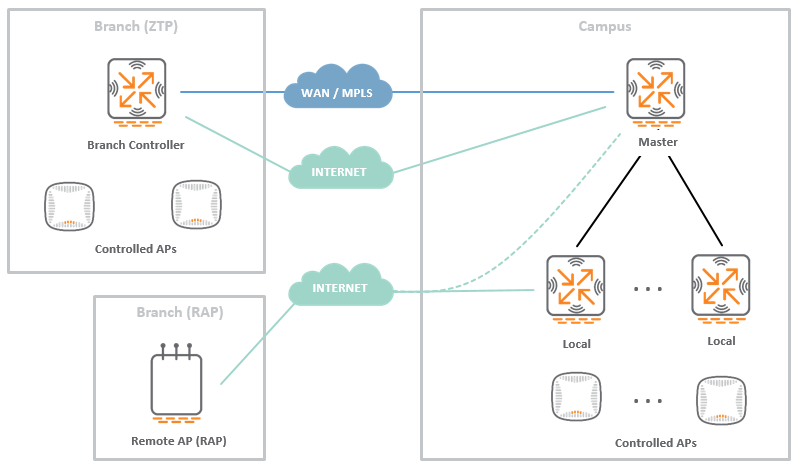 Branch (ZTP)
Campus
WAN / MPLS
Branch Controller
Master
INTERNET
Controlled APs
INTERNET
Branch (RAP)
Local
Local
Remote AP (RAP)
Controlled APs